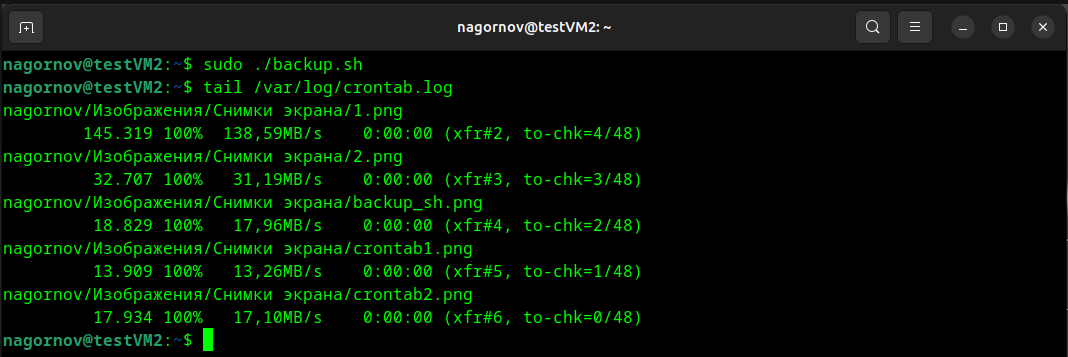 nagornov@testVM2: ~
nagornov@testVM2:~$ sudo ./backup.sh
nagornov@testVM2:~$ tail /var/log/crontab.log
nagornov/Изображения/Снимки экрана/1.png
        145.319 100%  138,59MB/s    0:00:00 (xfr#2, to-chk=4/48)
nagornov/Изображения/Снимки экрана/2.png
         32.707 100%   31,19MB/s    0:00:00 (xfr#3, to-chk=3/48)
nagornov/Изображения/Снимки экрана/backup_sh.png
         18.829 100%   17,96MB/s    0:00:00 (xfr#4, to-chk=2/48)
nagornov/Изображения/Снимки экрана/crontab1.png
         13.909 100%   13,26MB/s    0:00:00 (xfr#5, to-chk=1/48)
nagornov/Изображения/Снимки экрана/crontab2.png
         17.934 100%   17,10MB/s    0:00:00 (xfr#6, to-chk=0/48)
nagornov@testVM2:~$